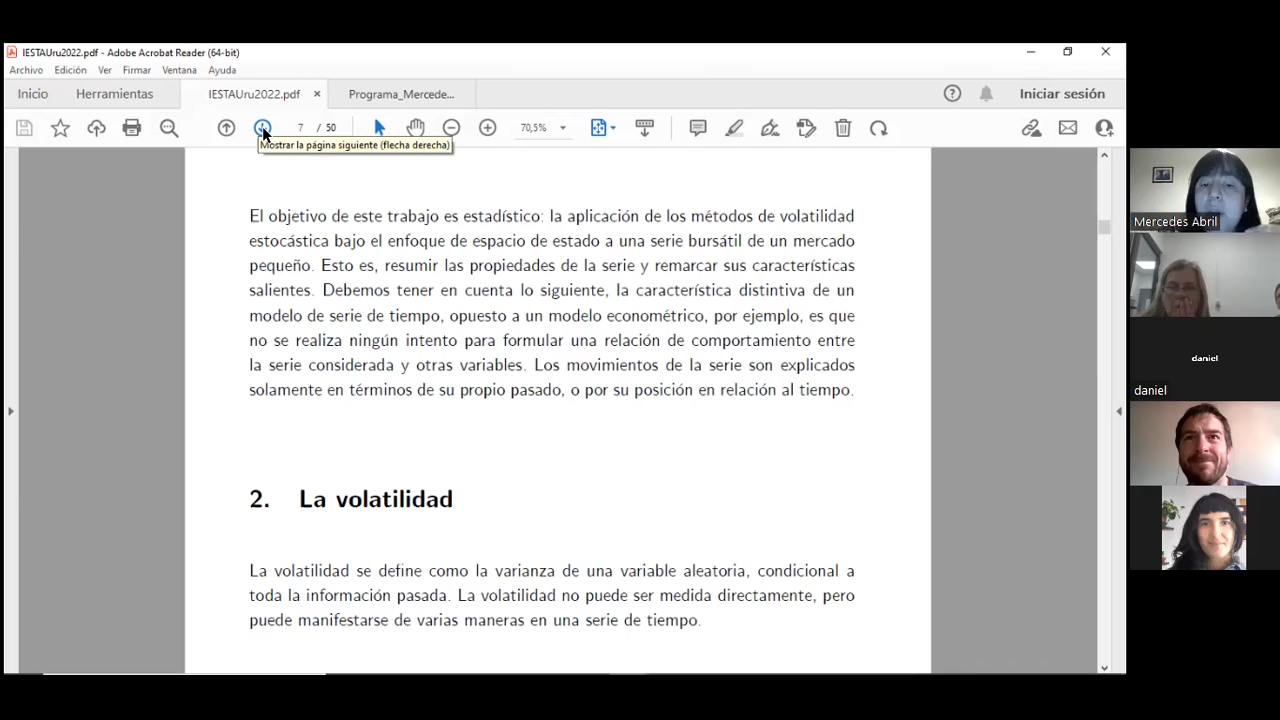 IESTAUru2022.pdf - Adobe Acrobat Reader (64-bit)
Archivo Edición Ver Firmar Ventana Ayuda
Inicio Herramientas IESTAUru2022.pdf × Programa_Mercede... Iniciar sesión
7 / 50 70,5%
Mostrar la página siguiente (flecha derecha)
El objetivo de este trabajo es estadístico: la aplicación de los métodos de volatilidad
estocástica bajo el enfoque de espacio de estado a una serie bursátil de un mercado
pequeño. Esto es, resumir las propiedades de la serie y remarcar sus características
salientes. Debemos tener en cuenta lo siguiente, la característica distintiva de un
modelo de serie de tiempo, opuesto a un modelo econométrico, por ejemplo, es que
no se realiza ningún intento para formular una relación de comportamiento entre
la serie considerada y otras variables. Los movimientos de la serie son explicados
solamente en términos de su propio pasado, o por su posición en relación al tiempo.
2. La volatilidad
La volatilidad se define como la varianza de una variable aleatoria, condicional a
toda la información pasada. La volatilidad no puede ser medida directamente, pero
puede manifestarse de varias maneras en una serie de tiempo.
Mercedes Abril
daniel
daniel